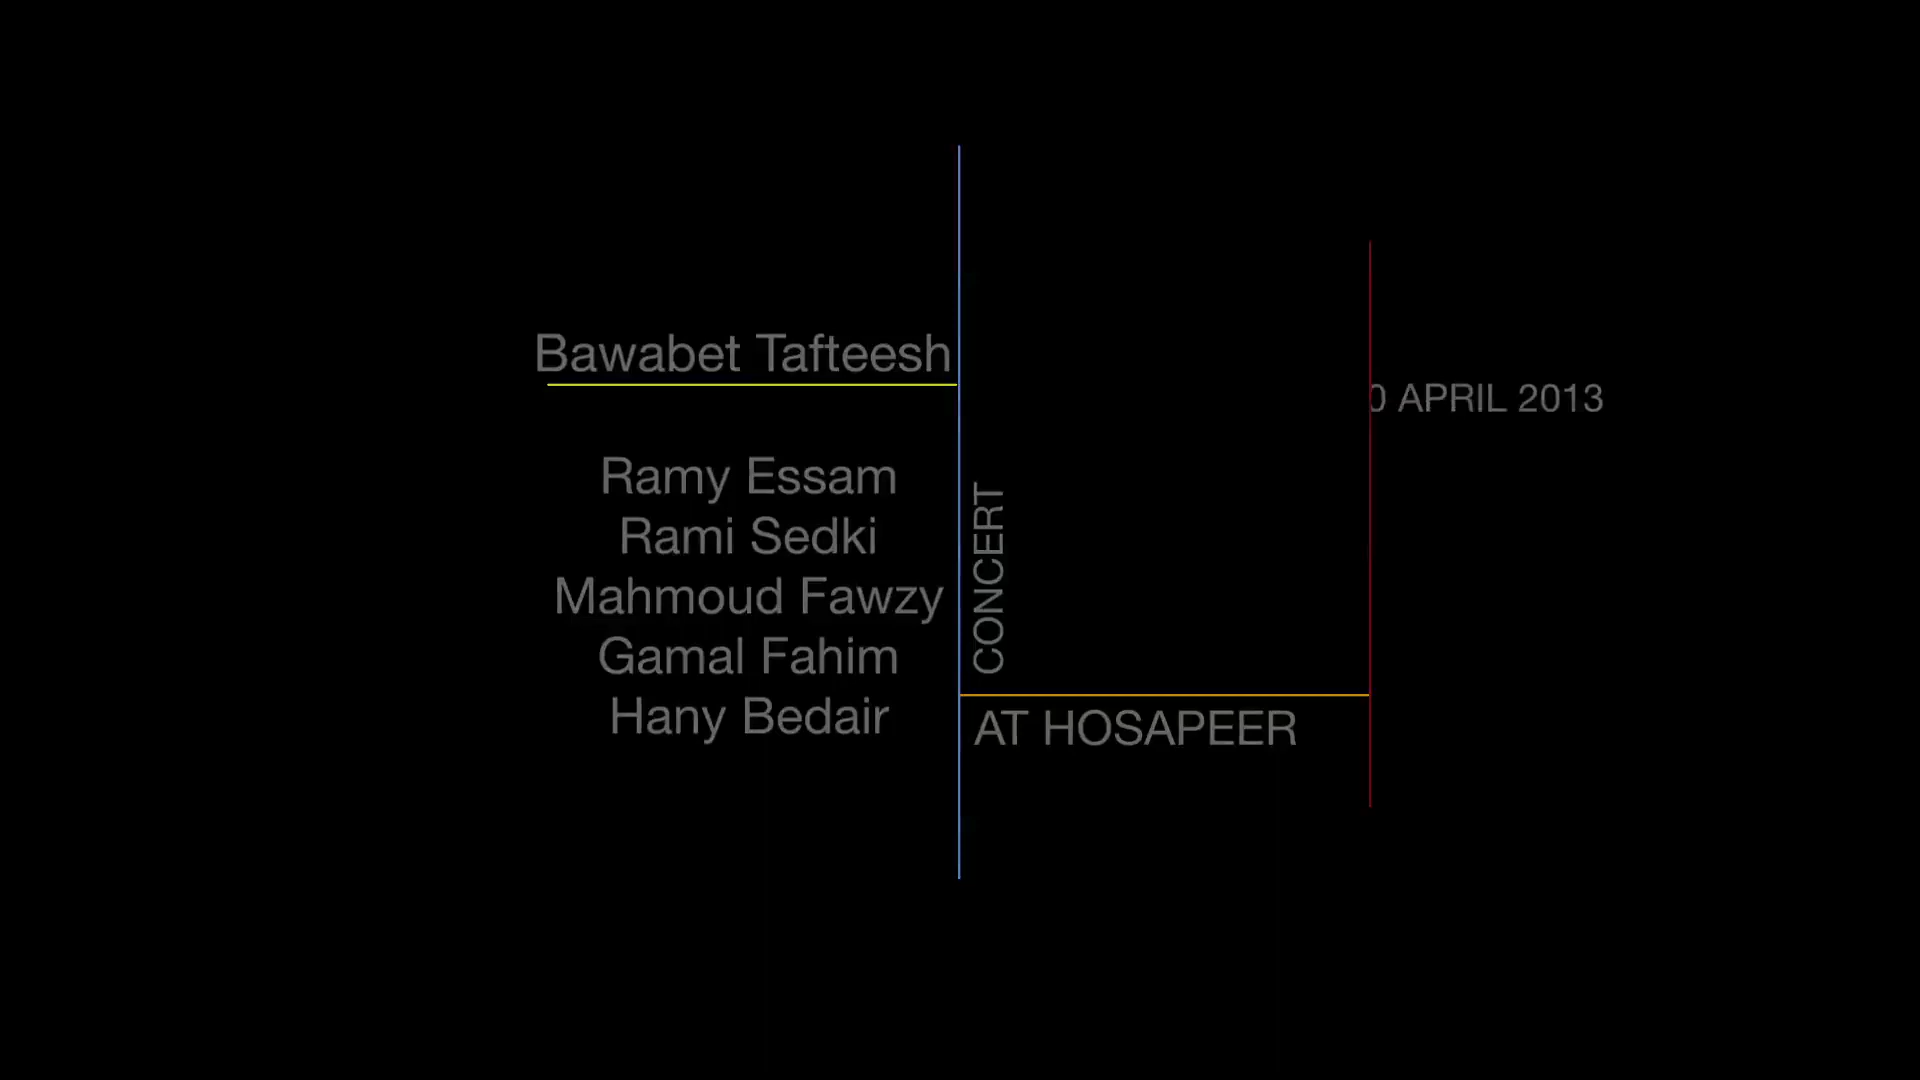 Bawabet Tafteesh
Ramy Essam
Rami Sedki
Mahmoud Fawzy
Gamal Fahim
Hany Bedair
CONCERT
AT HOSAPEER
APRIL 2013